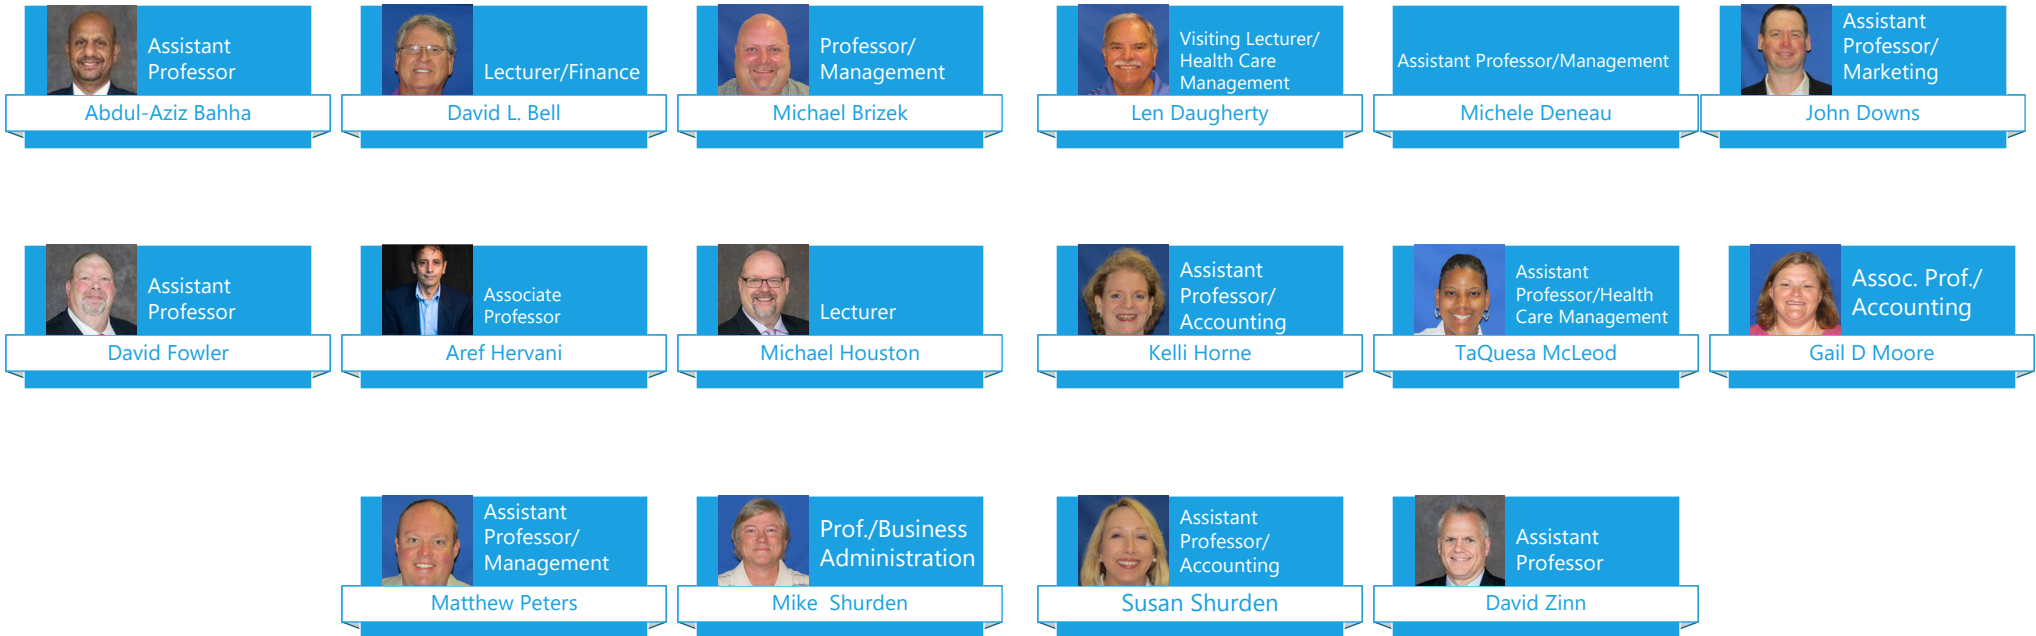 Assistant
Professor
Abdul-Aziz Bahha
Lecturer/Finance
David L. Bell
Professor/
Management
Michael Brizek
Visiting Lecturer/
Health Care
Management
Len Daugherty
Assistant Professor/Management
Michele Deneau
Assistant
Professor/
Marketing
John Downs
Assistant
Professor
David Fowler
Associate
Professor
Aref Hervani
Lecturer
Michael Houston
Assistant
Professor/
Accounting
Kelli Horne
Assistant
Professor/Health
Care Management
TaQuesa McLeod
Assoc. Prof./
Accounting
Gail D Moore
Assistant
Professor/
Management
Matthew Peters
Prof./Business
Administration
Mike Shurden
Assistant
Professor/
Accounting
Susan Shurden
Assistant
Professor
David Zinn